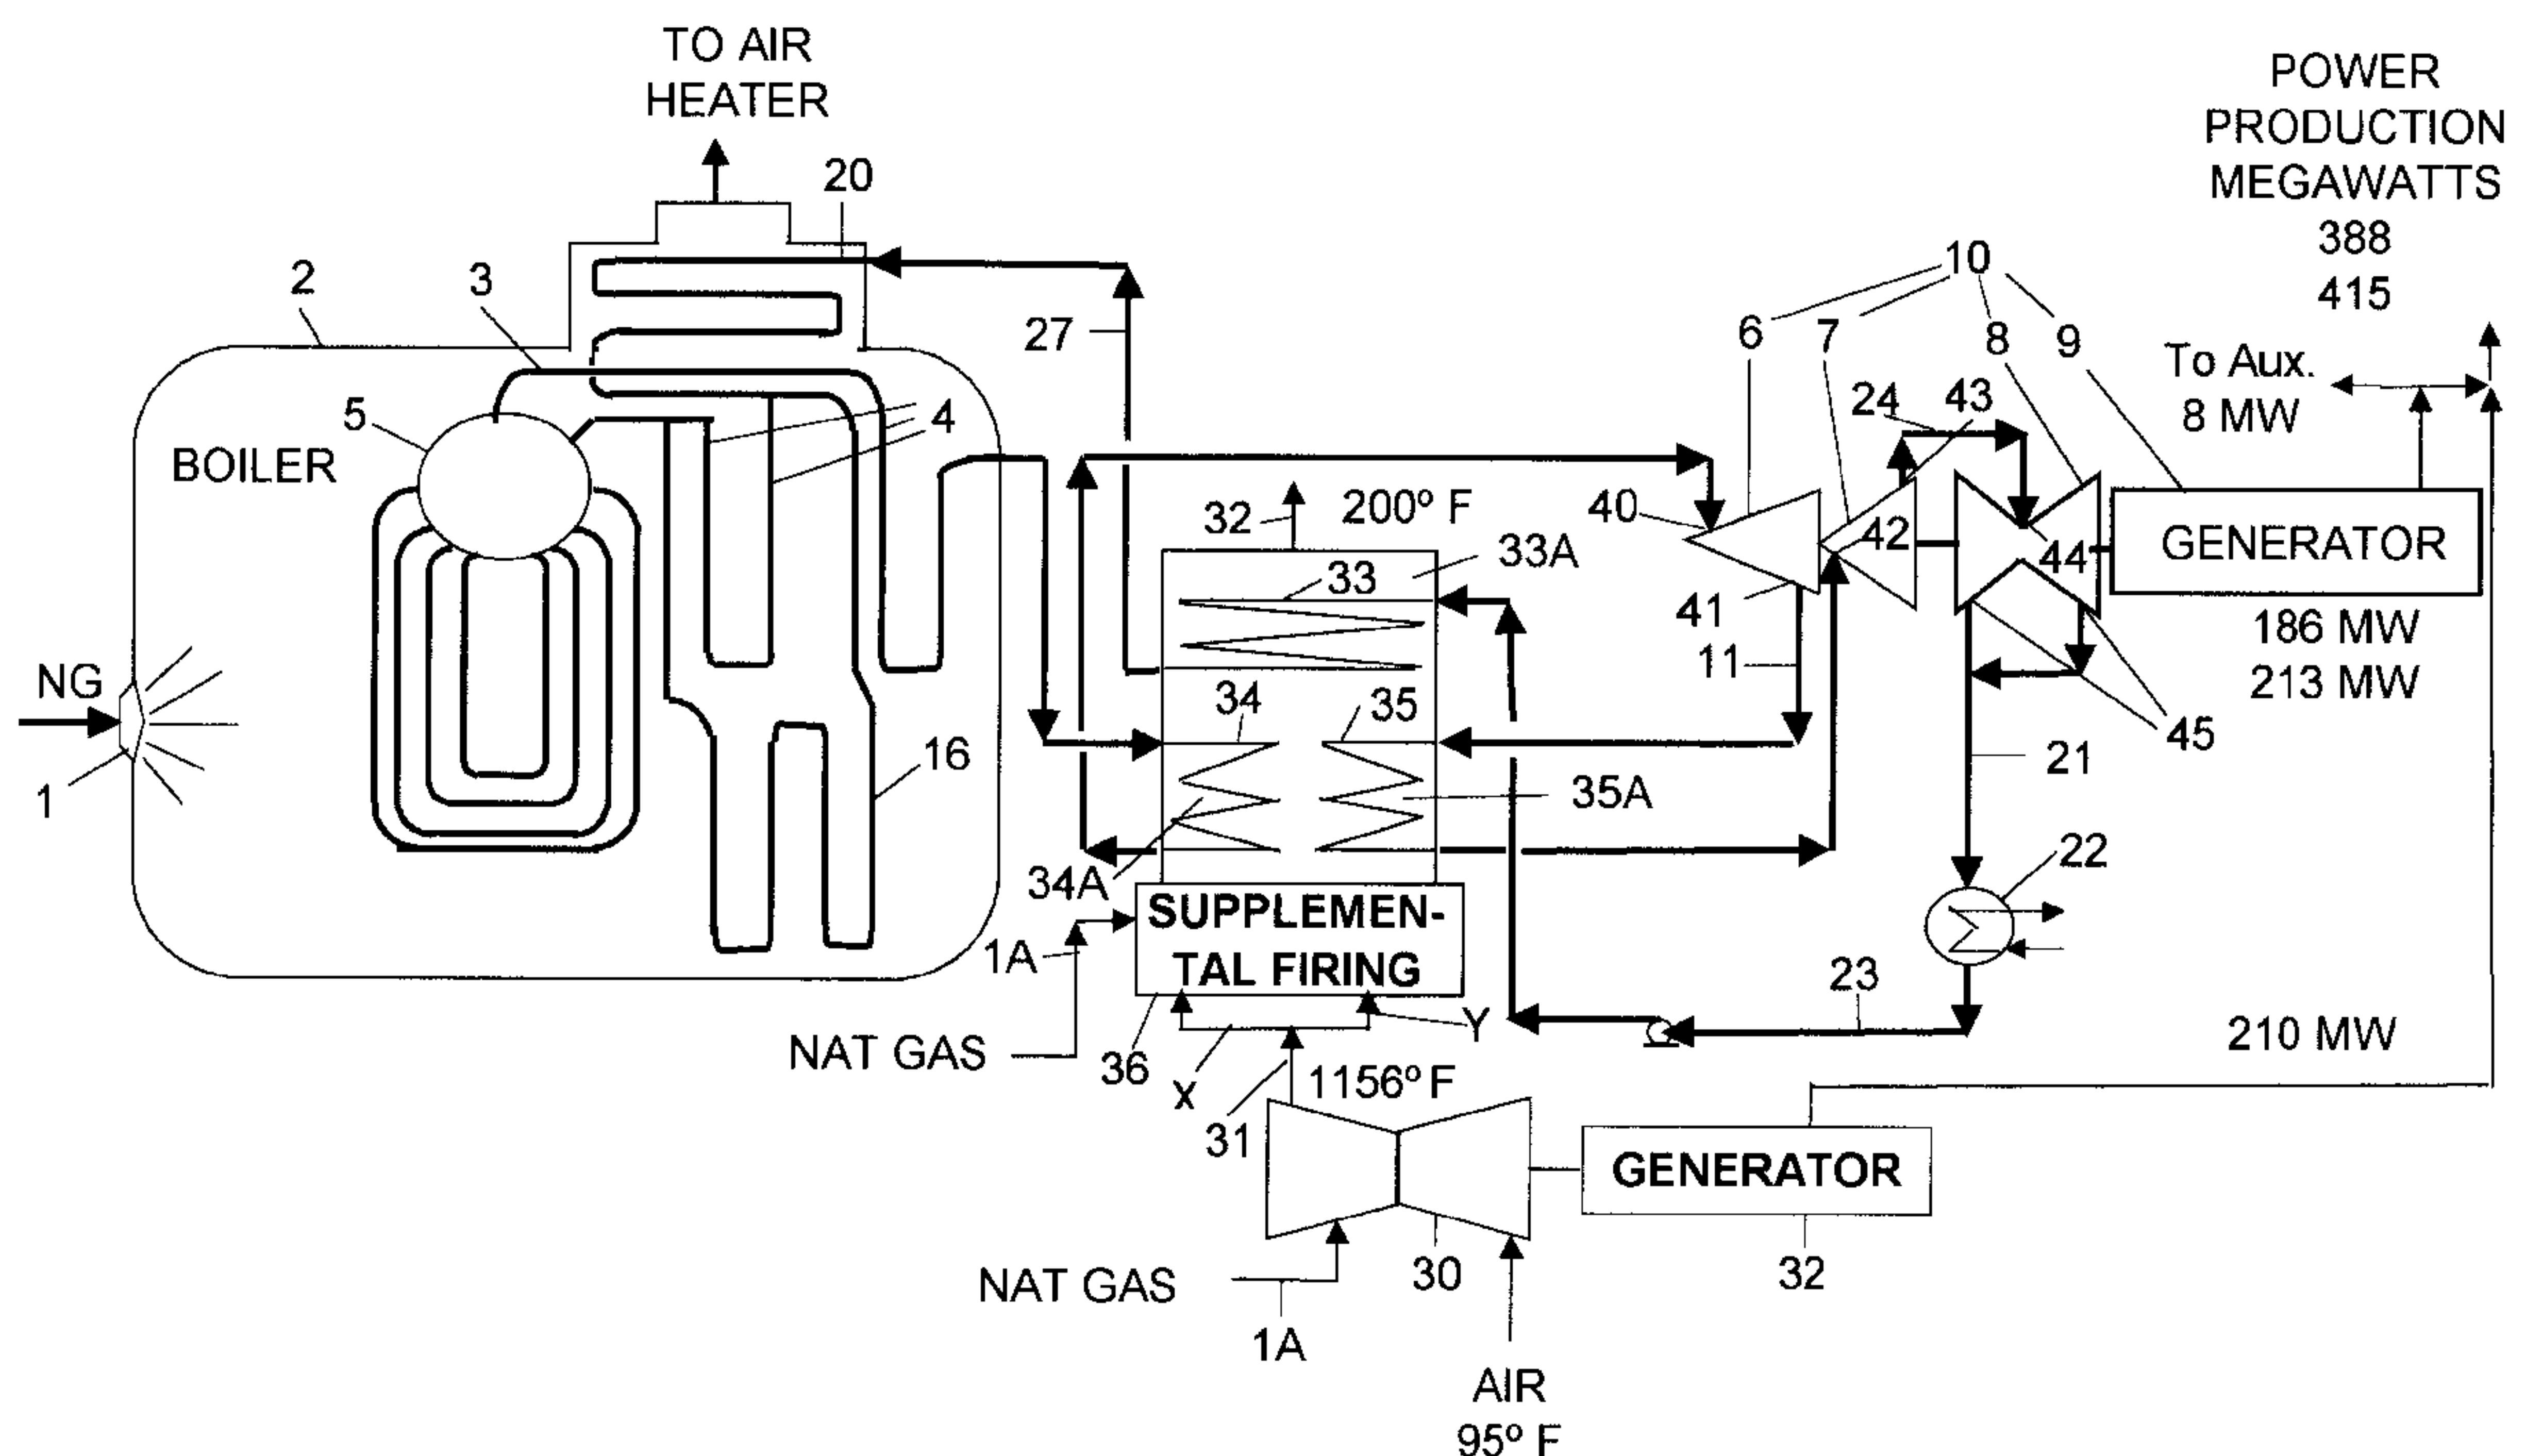 TO AIR
HEATER
POWER
PRODUCTION
MEGAWATTS
388
415
20
2
3
27
10
6
7
8
9
To Aux.
8 MW
5
4
BOILER
24
43
40
32
200º F
33A
42
44
GENERATOR
33
41
186 MW
213 MW
11
NG
34
35
45
1
16
21
35A
34A
22
SUPPLEMEN-
TAL FIRING
1A
23
NAT GAS
36
X
Y
210 MW
1156º F
31
GENERATOR
NAT GAS
30
32
1A
AIR
95º F